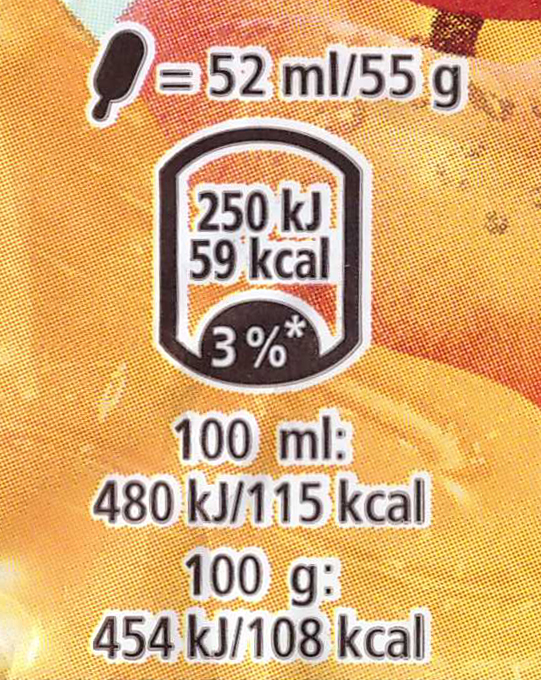 = 52 ml/55 g
250 kJ
59 kcal
3 %*
100 ml:
480 kJ/115 kcal
100 g:
454 kJ/108 kcal